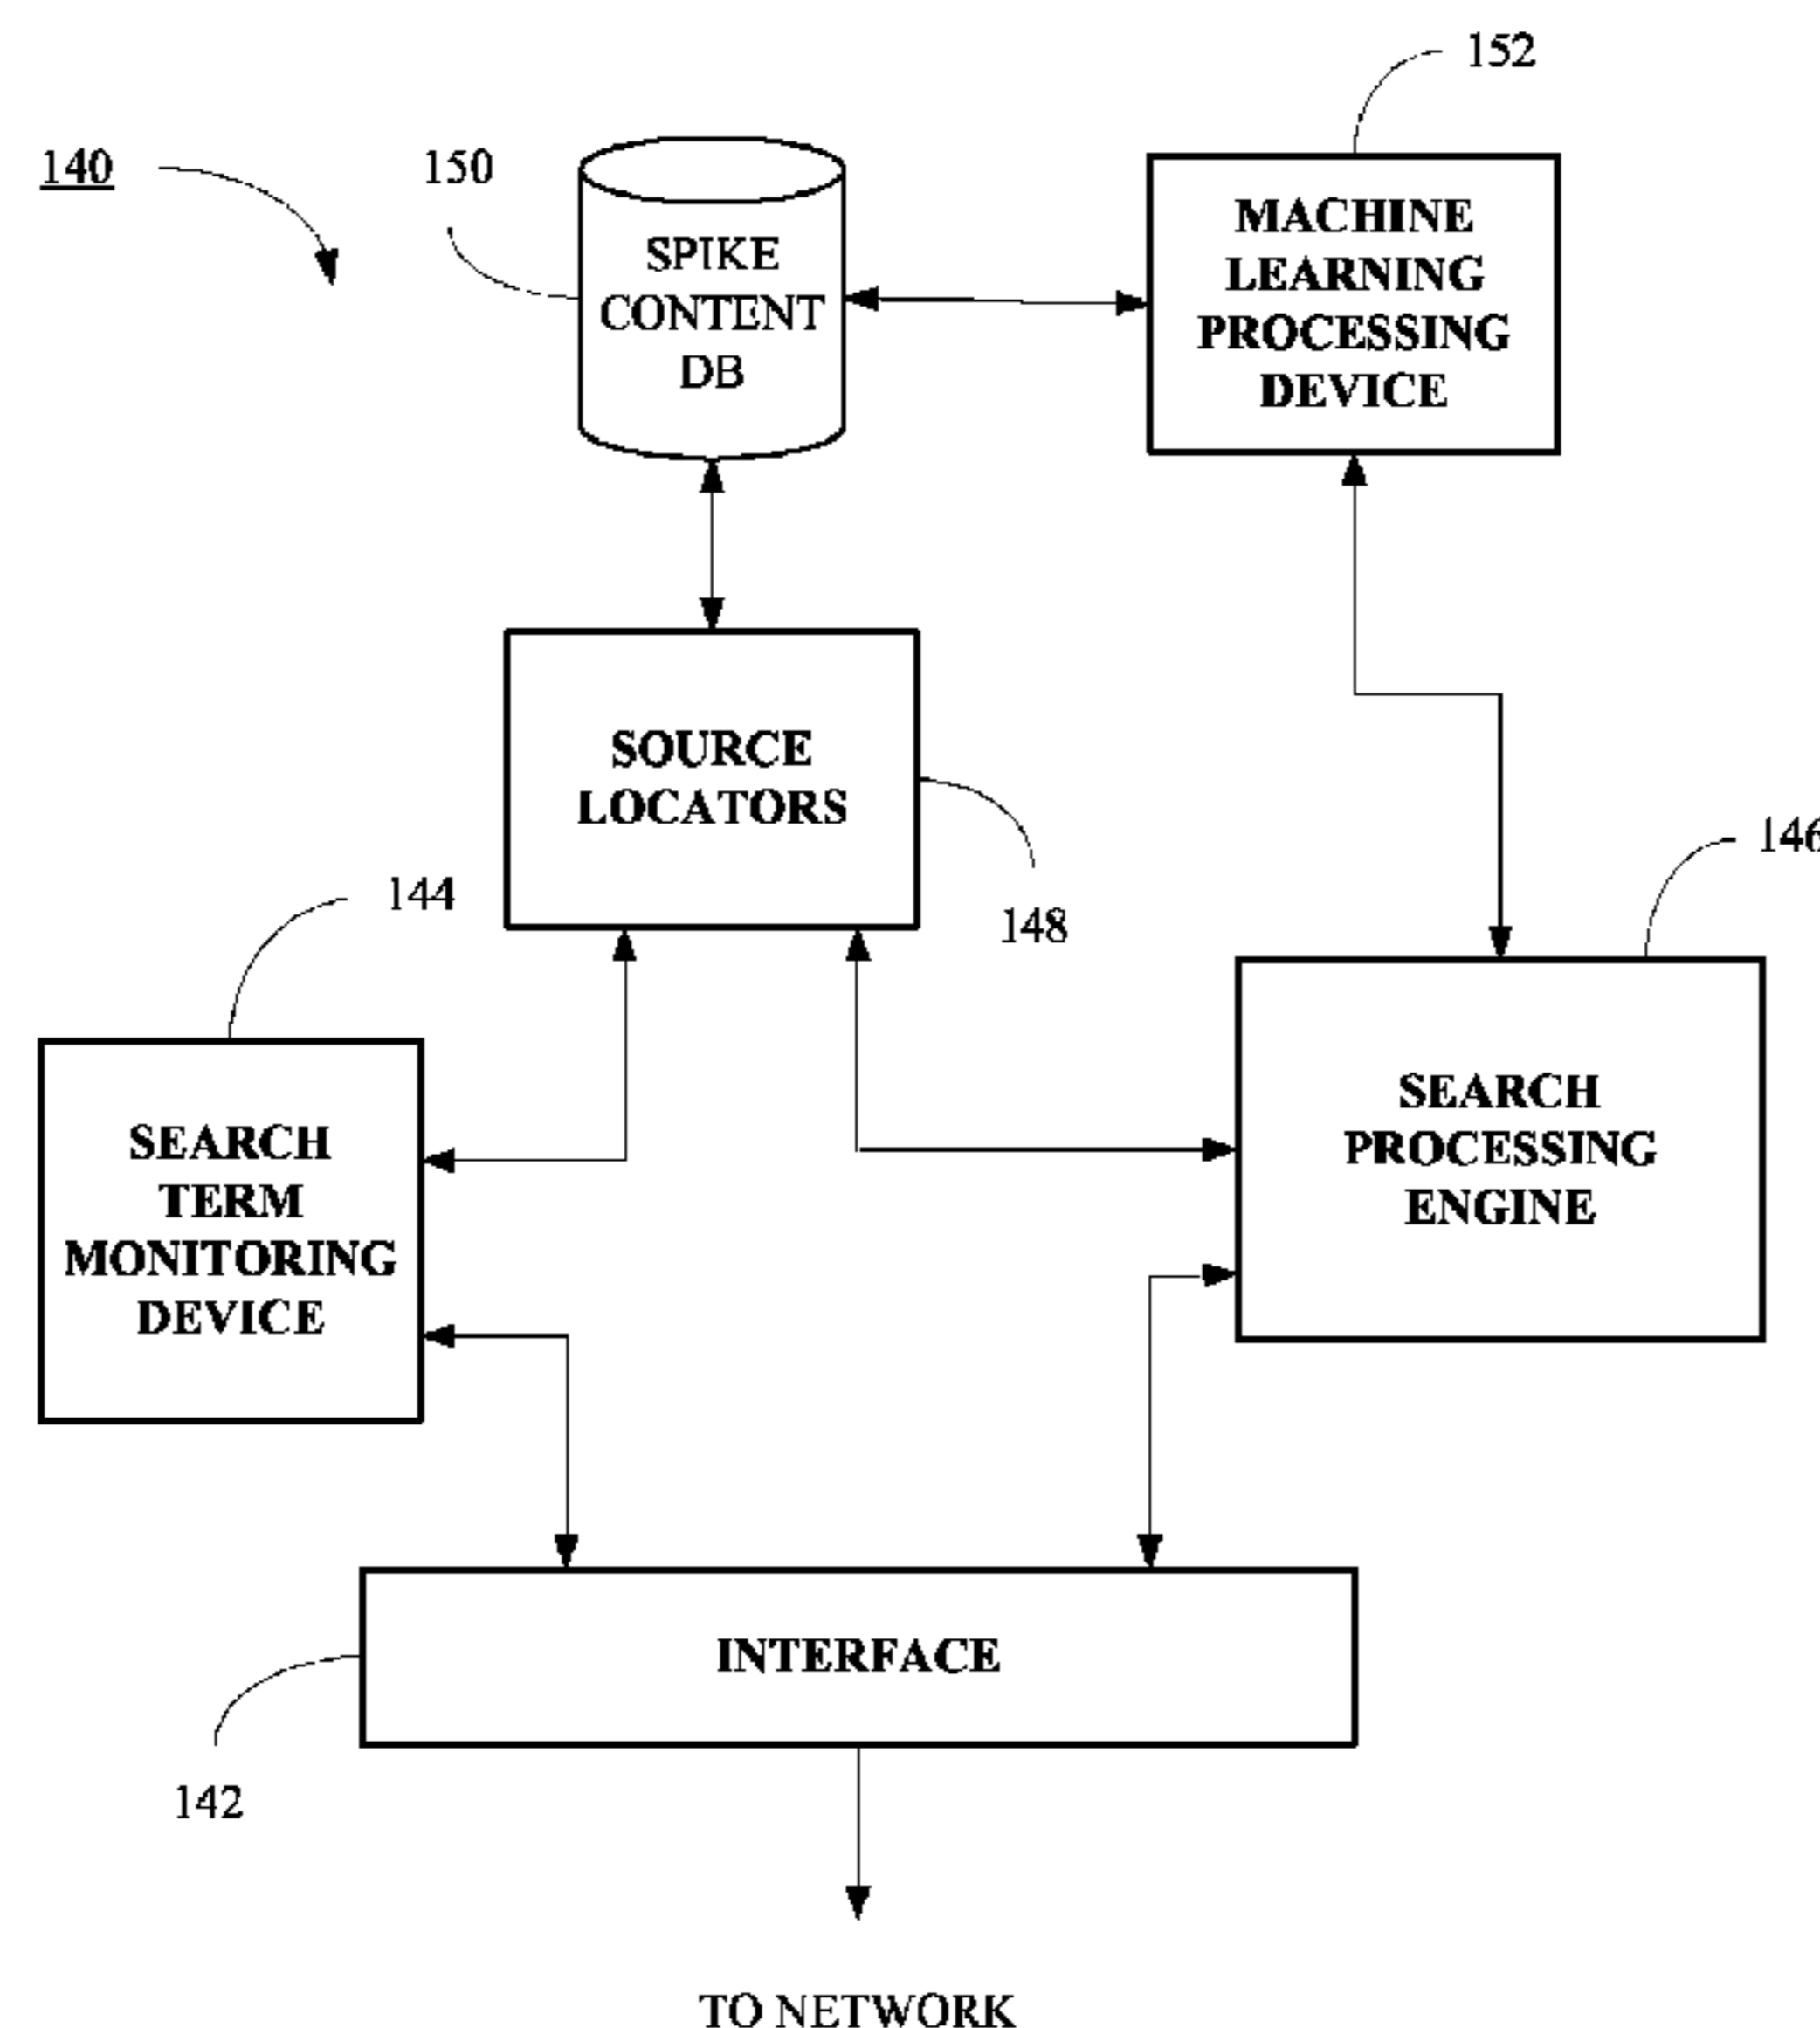 152
140
150
SPIKE
CONTENT
DB
MACHINE
LEARNING
PROCESSING
DEVICE
SOURCE
LOCATORS
146
144
148
SEARCH
TERM
MONITORING
DEVICE
SEARCH
PROCESSING
ENGINE
INTERFACE
142
TO NETWORK